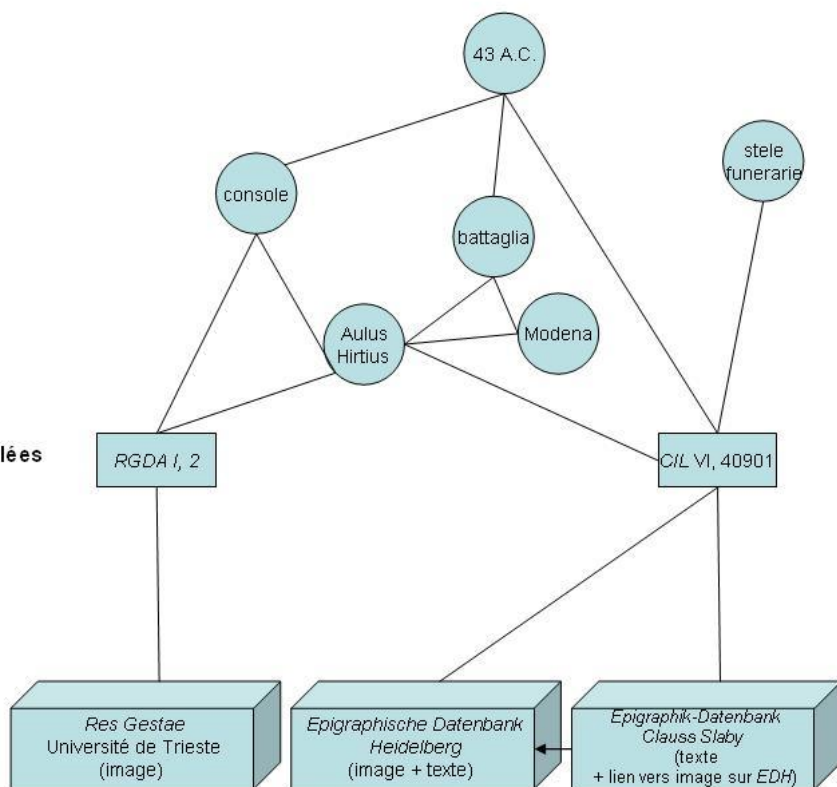 43 A.C.
stele
funerarie
console
battaglia
Aulus
Hirtius
Modena
lées
RGDA I, 2
CIL VI, 40901
Res Gestae
Université de Trieste
(image)
Epigraphische Datenbank
Heidelberg
(image + texte)
Epigraphik-Datenbank
Clauss Slaby
(texte
+ lien vers image sur EDH)